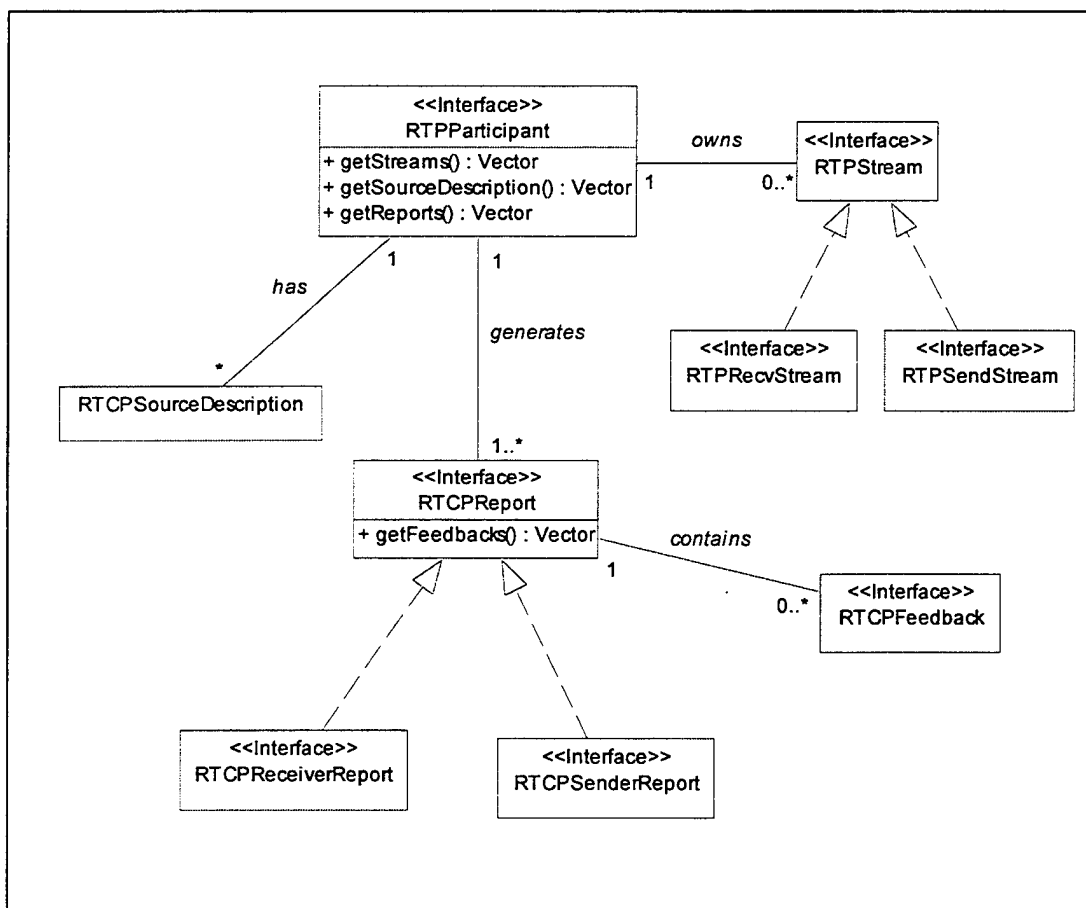 <<Interface>>
RTPParticipant
+ getStreams() : Vector
+ getSourceDescription() : Vector
+ getReports() : Vector
owns
1
0..*
<<Interface>>
RTPStream
1
1
has
generates
<<Interface>>
RTPRecvStream
<<Interface>>
RTPSendStream
*
RTCPSourceDescription
1..*
<<Interface>>
RTCPReport
+ getFeedbacks() : Vector
contains
1
0..*
<<Interface>>
RTCPFeedback
<<Interface>>
RTCPReceiverReport
<<Interface>>
RTCPSenderReport